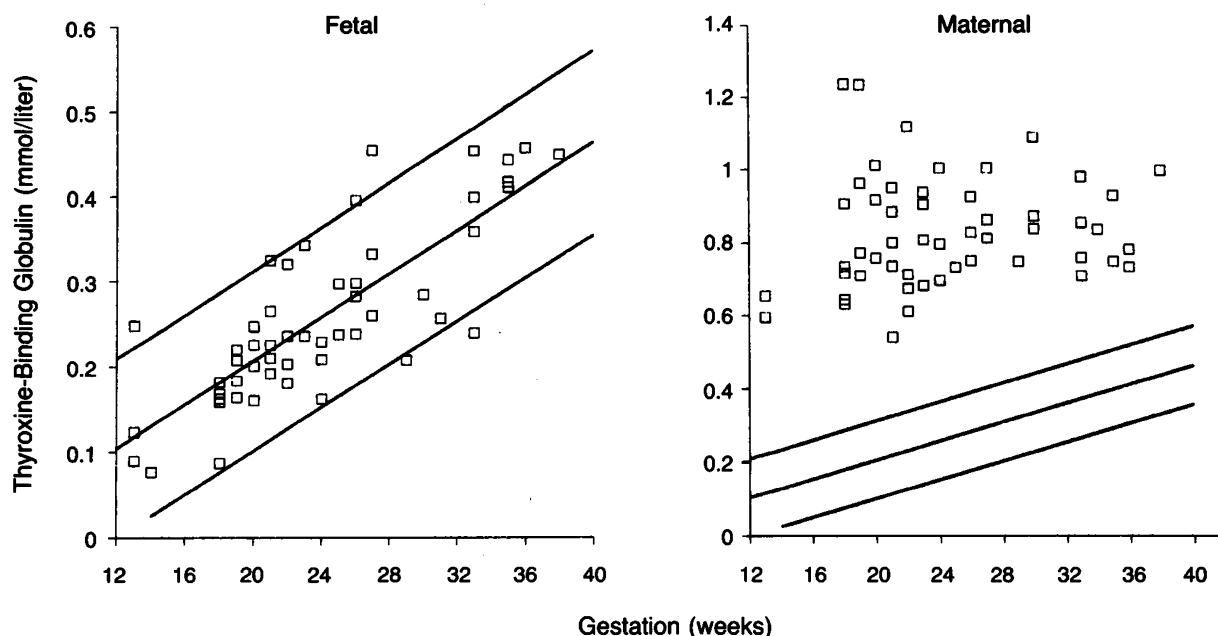 Fetal
Maternal
Thyroxine-Binding Globulin (mmol/liter)
0.6
0.5
0.4
0.3
0.2
0.1
0
12 16 20 24 28 32 36 40
1.4
1.2
1
0.8
0.6
0.4
0.2
0
12 16 20 24 28 32 36 40
Gestation (weeks)